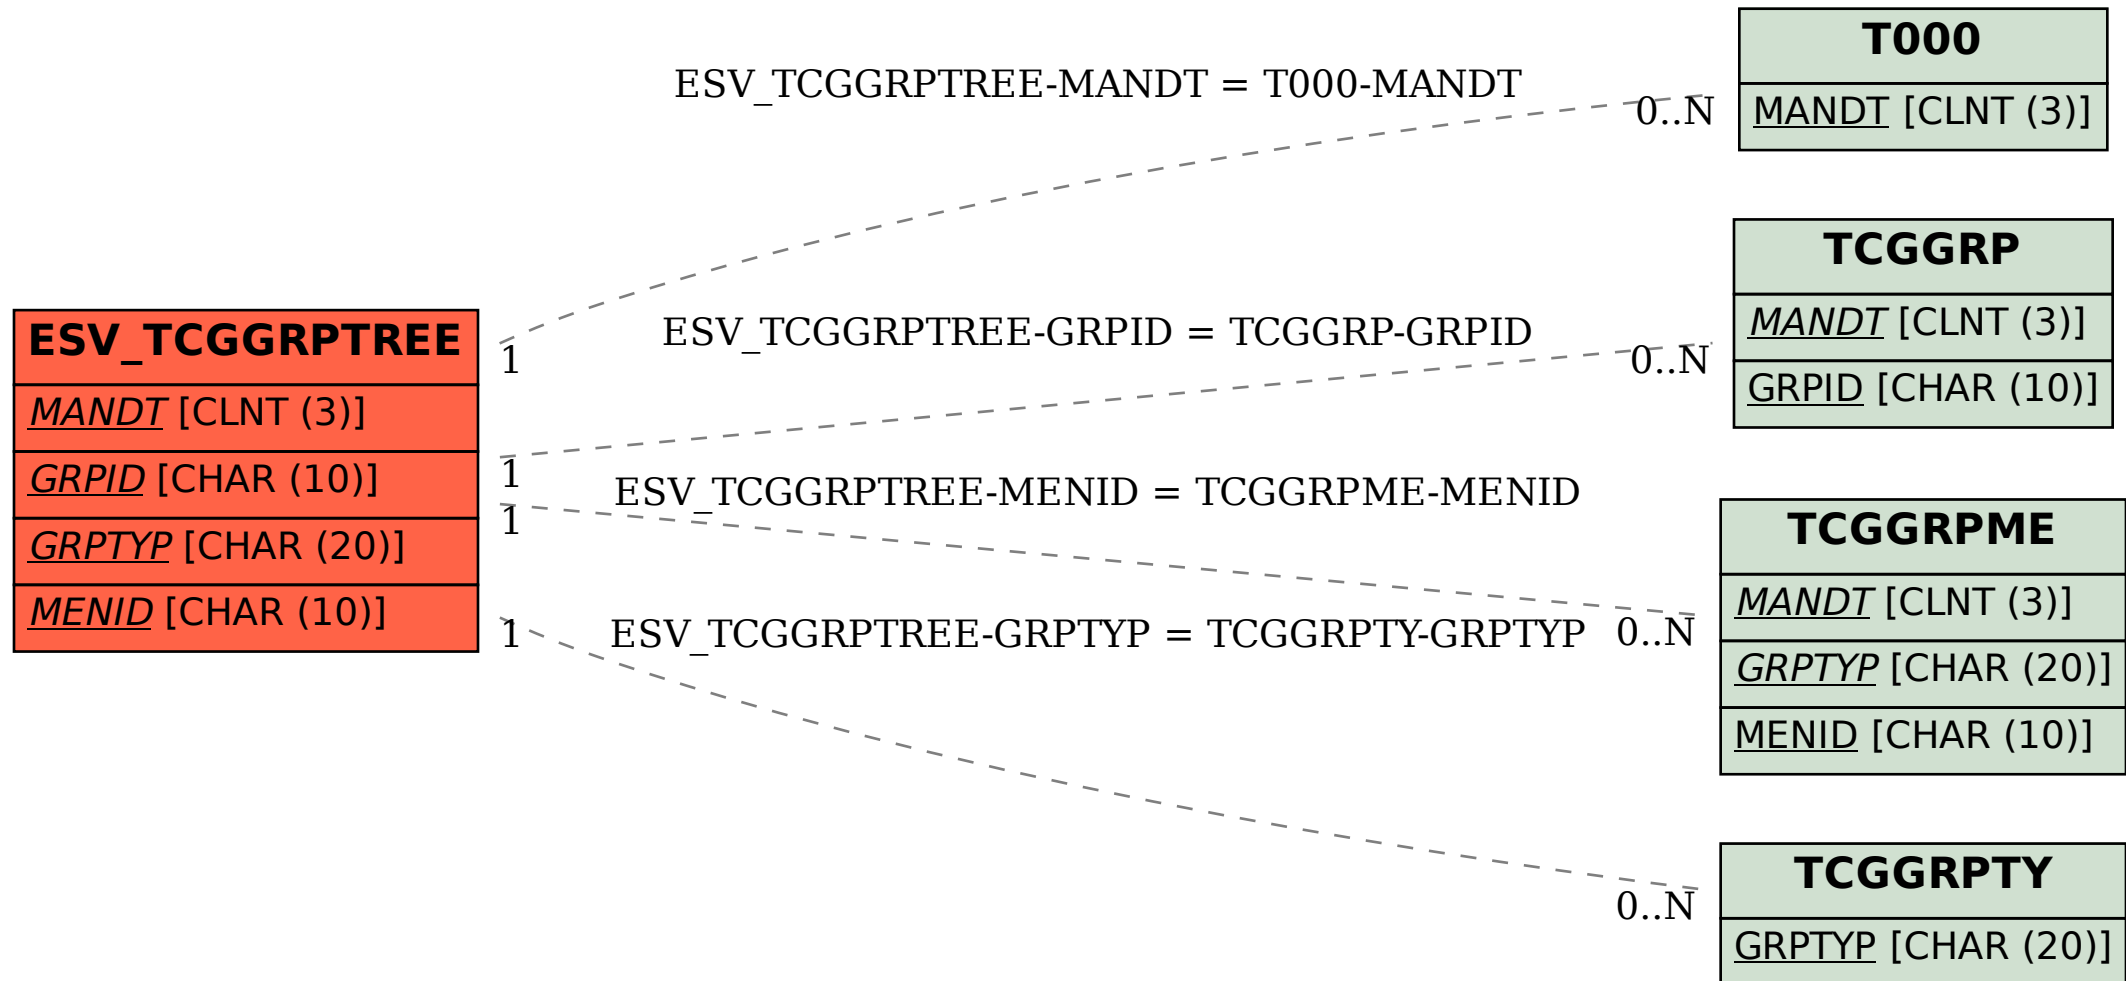 ESV_TCGGRPTREE
MANDT [CLNT (3)]
GRPID [CHAR (10)]
GRPTYP [CHAR (20)]
MENID [CHAR (10)]
ESV_TCGGRPTREE-MANDT = T000-MANDT
1
0..N
ESV_TCGGRPTREE-GRPID = TCGGRP-GRPID
1
0..N
ESV_TCGGRPTREE-MENID = TCGGRPME-MENID
1
0..N
ESV_TCGGRPTREE-GRPTYP = TCGGRPTY-GRPTYP
1
0..N
T000
MANDT [CLNT (3)]
TCGGRP
MANDT [CLNT (3)]
GRPID [CHAR (10)]
TCGGRPME
MANDT [CLNT (3)]
GRPTYP [CHAR (20)]
MENID [CHAR (10)]
TCGGRPTY
GRPTYP [CHAR (20)]